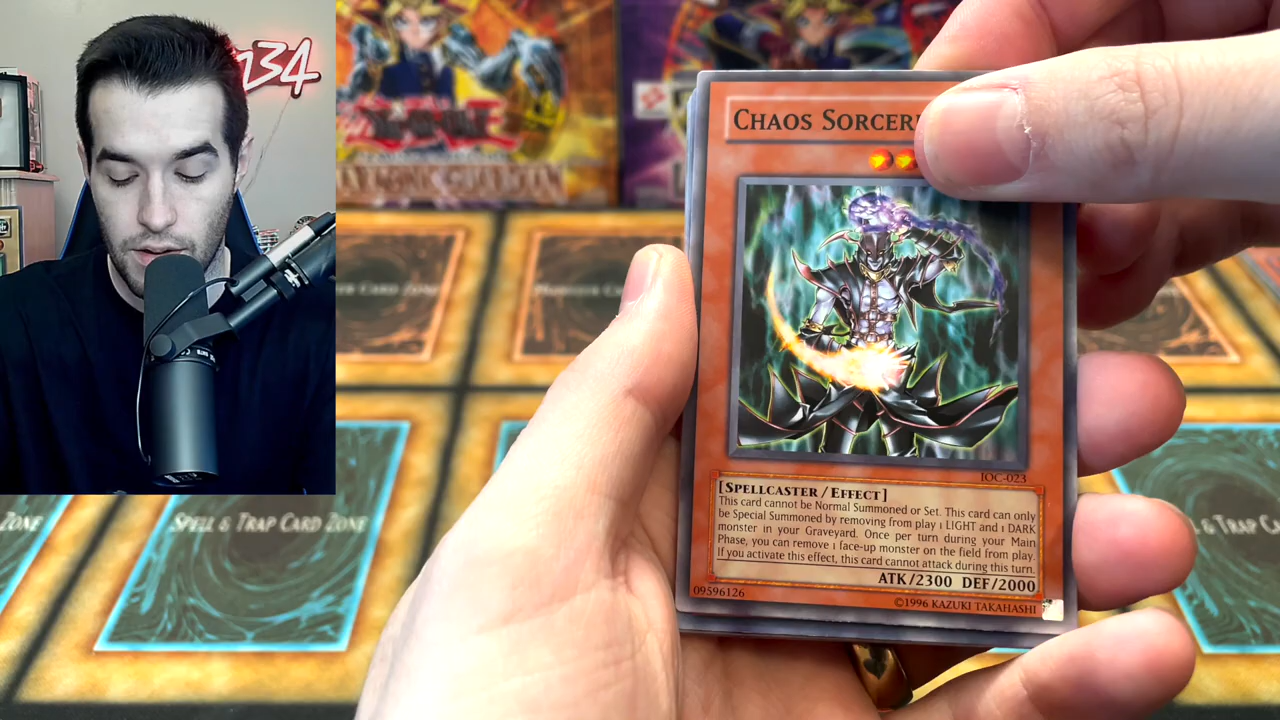 n34
CHAOS SORCER
IOC-023
[SPELLCASTER / EFFECT]
This card cannot be Normal Summoned or Set. This card can only
be Special Summoned by removing from play 1 LIGHT and 1 DARK
monster in your Graveyard. Once per turn during your Main
Phase, you can remove 1 face-up monster on the field from play.
If you activate this effect, this card cannot attack during this turn.
ATK/2300 DEF/2000
09596126
©1996 KAZUKI TAKAHASHI
ZONE
SPELL & TRAP CARD ZONE
& TRAP CA